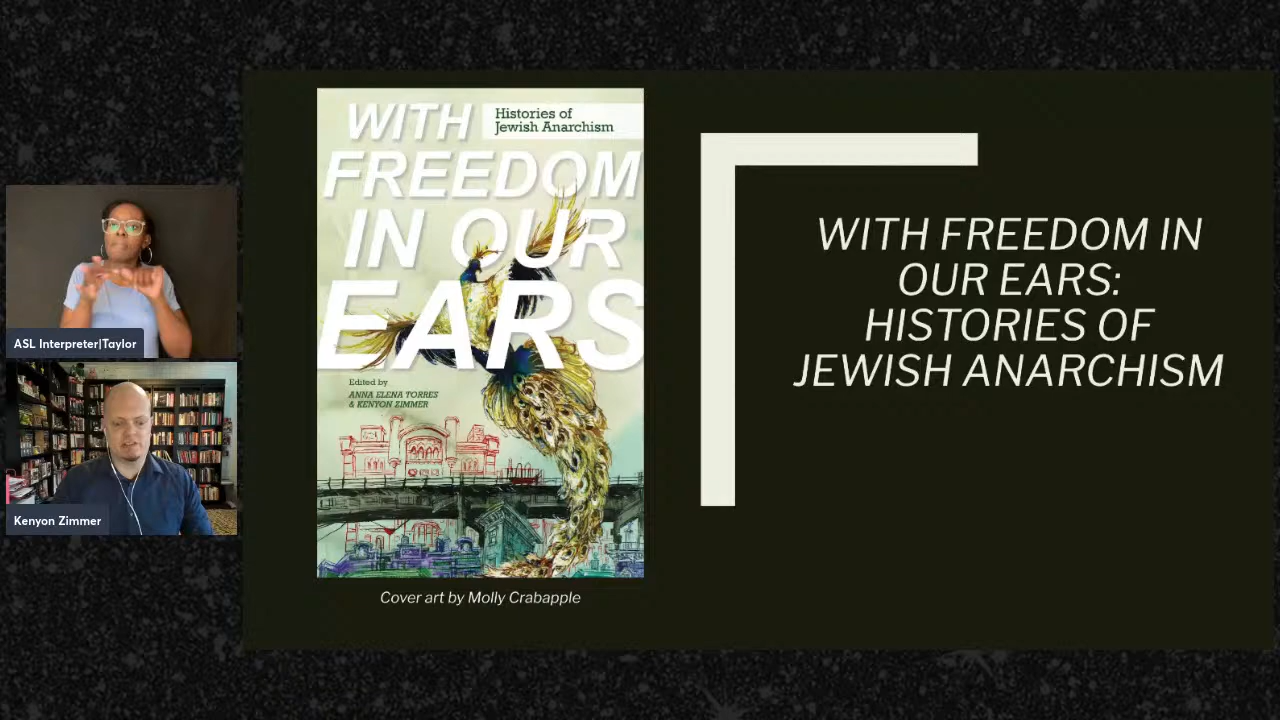 WITH
Histories of
Jewish Anarchism
FREEDOM
IN OUR
EARS
Edited by
ANNA ELENA TORRES
& KENYON ZIMMER
Cover art by Molly Crabapple
WITH FREEDOM IN
OUR EARS:
HISTORIES OF
JEWISH ANARCHISM
ASL Interpreter|Taylor
Kenyon Zimmer